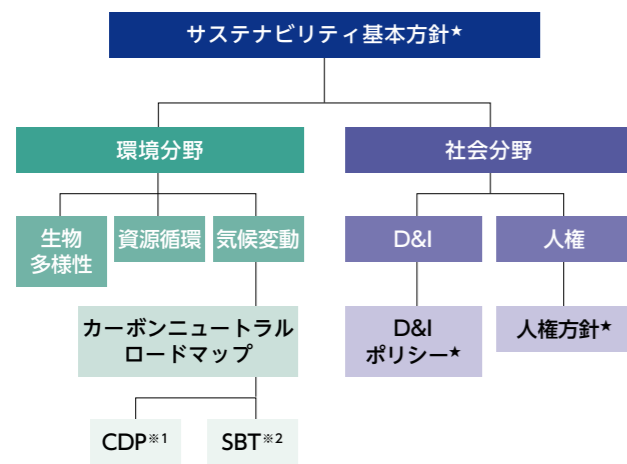 サステナビリティ基本方針★
環境分野
社会分野
生物
多様性
資源循環
気候変動
D&I
人権
カーボンニュートラル
ロードマップ
D&I
ポリシー★
人権方針★
CDP※1
SBT※2